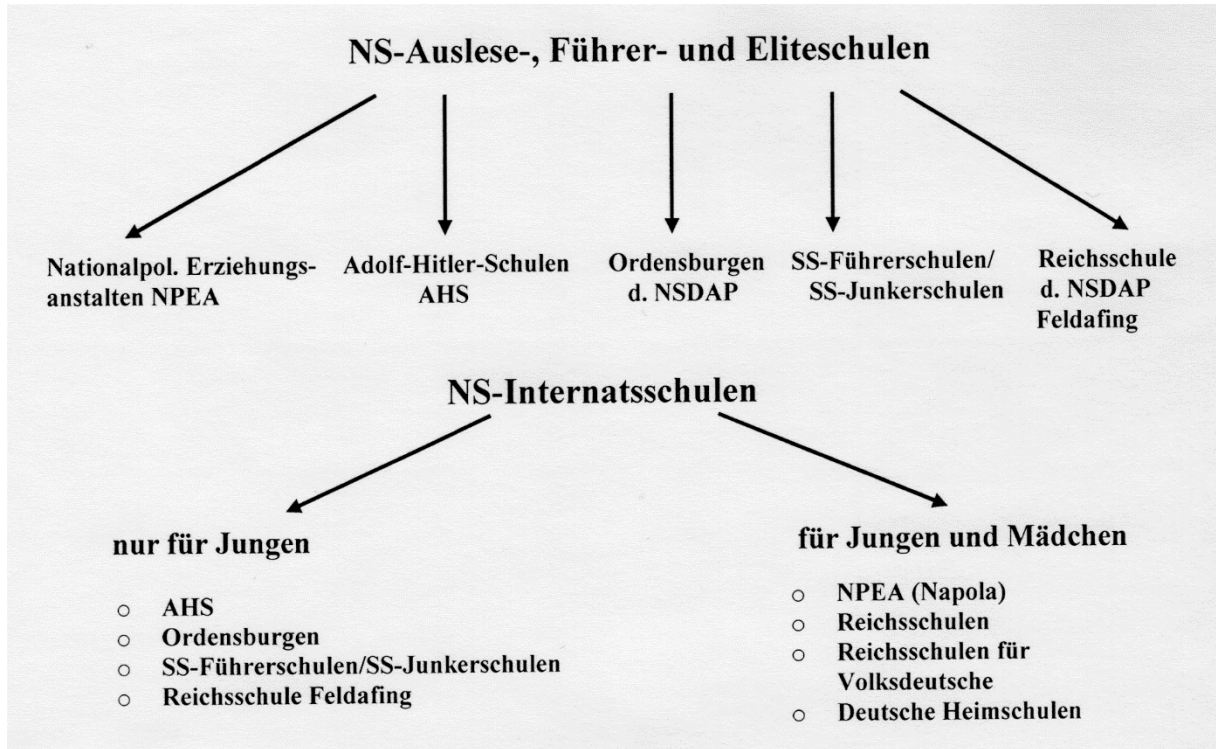 NS-Auslese-, Führer- und Eliteschulen
Nationalpol. Erziehungs-
anstalten NPEA
Adolf-Hitler-Schulen
AHS
Ordensburgen
d. NSDAP
SS-Führerschulen/
SS-Junkerschulen
Reichsschule
d. NSDAP
Feldafing
NS-Internatsschulen
nur für Jungen
AHS
Ordensburgen
SS-Führerschulen/SS-Junkerschulen
Reichsschule Feldafing
für Jungen und Mädchen
NPEA (Napola)
Reichsschulen
Reichsschulen für
Volksdeutsche
Deutsche Heimschulen